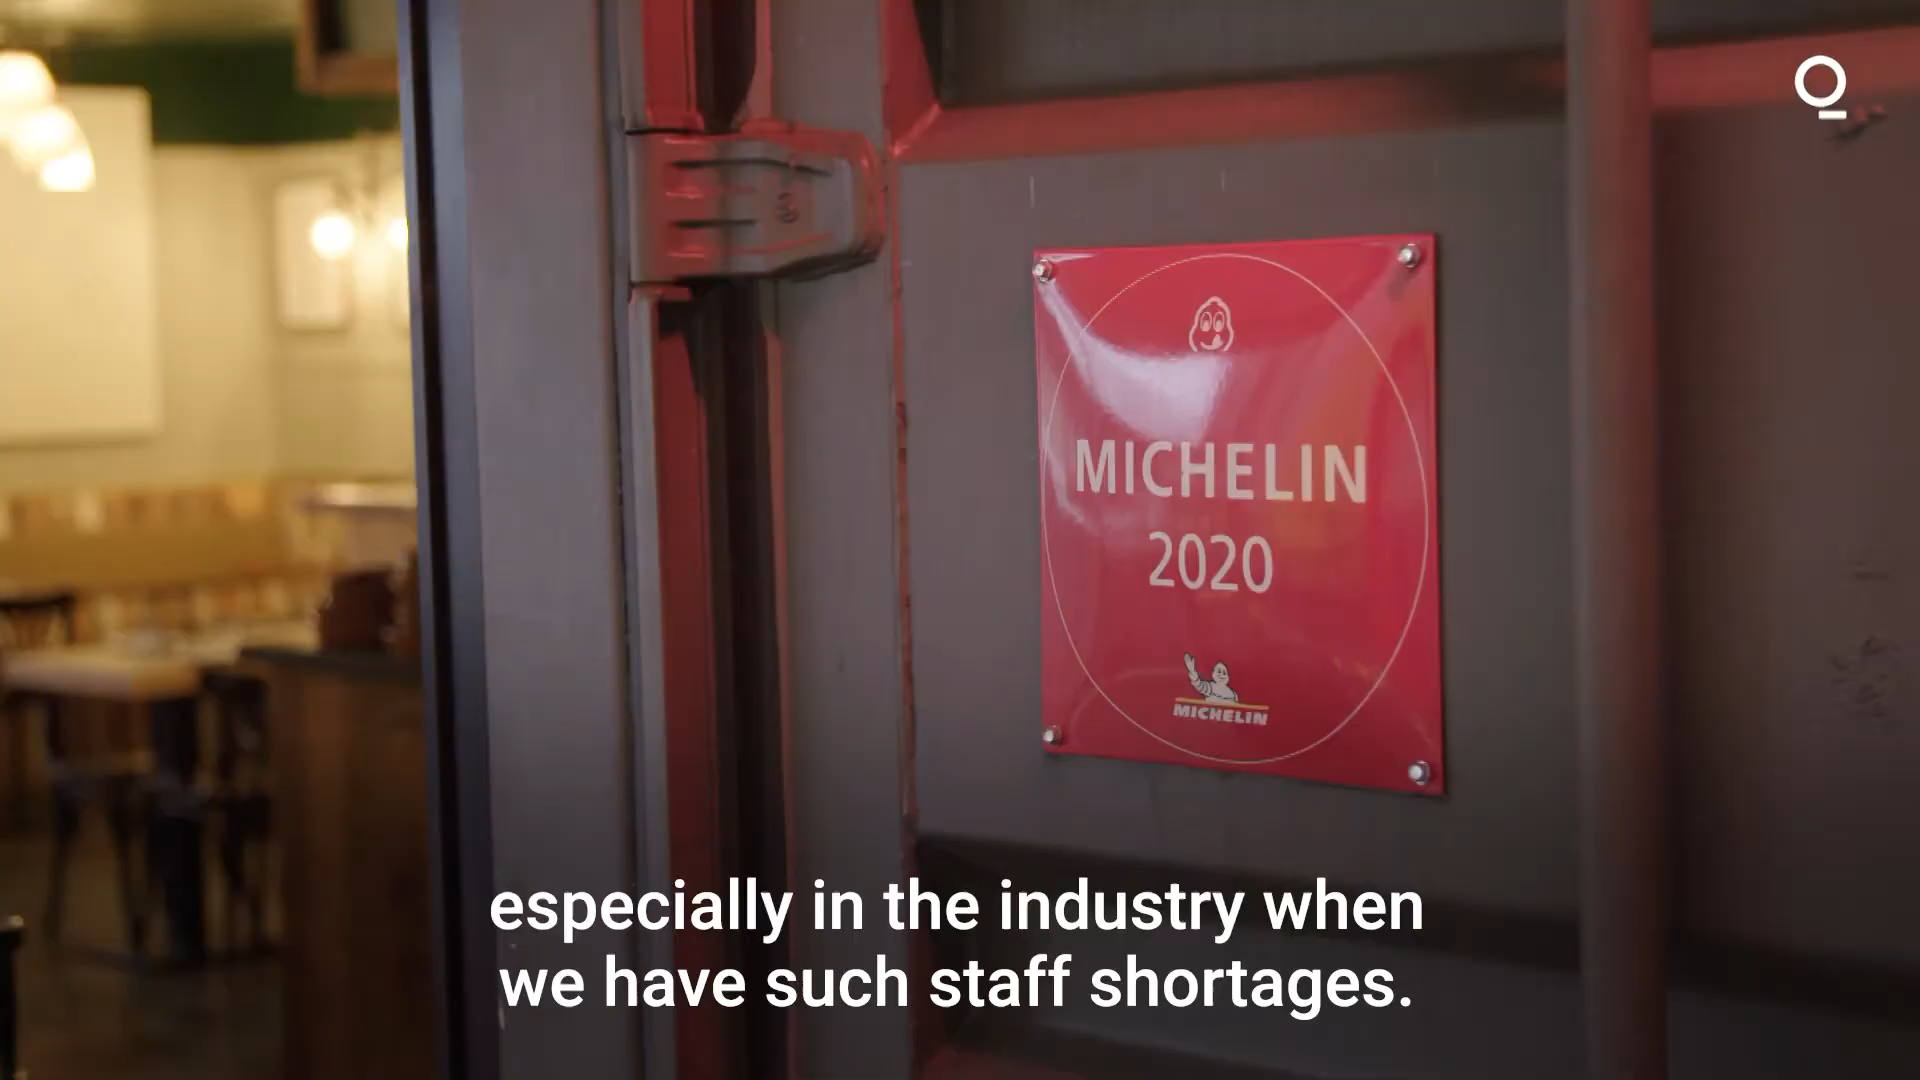 MICHELIN
2020
MICHELIN
especially in the industry when
we have such staff shortages.